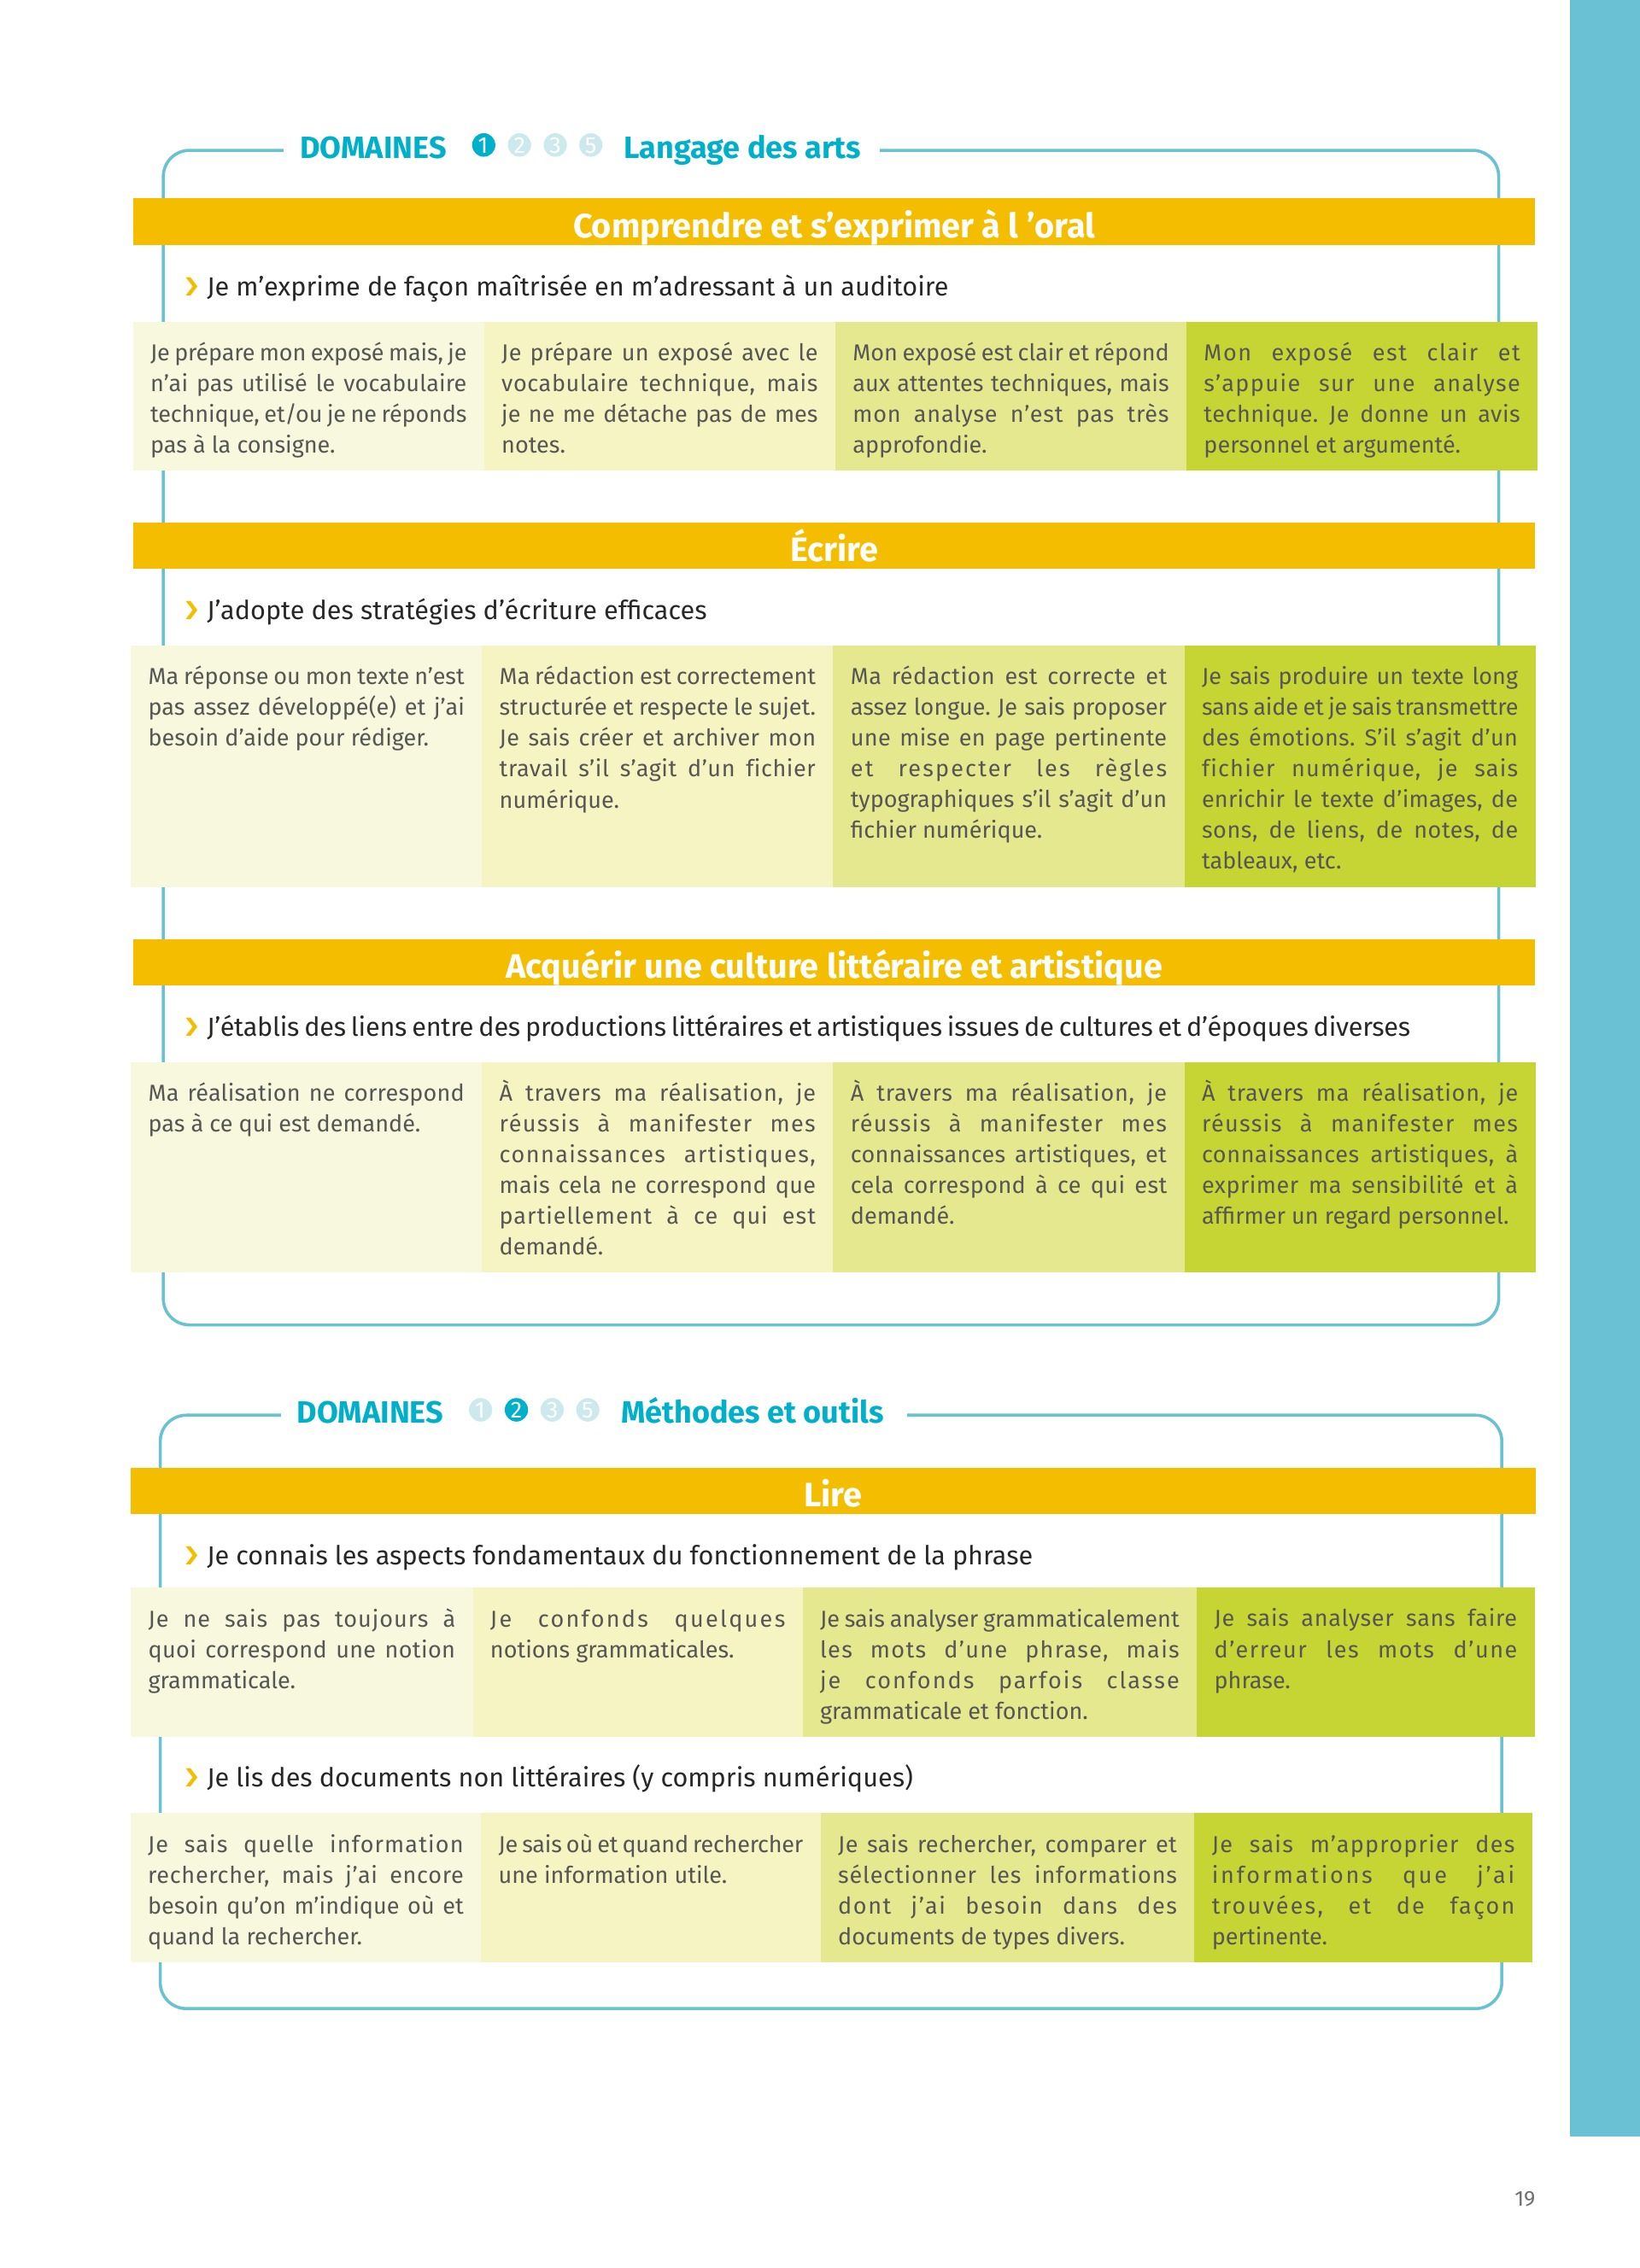 DOMAINES 1 2 3 5 Langage des arts
Comprendre et s’exprimer à l ’oral
› Je m’exprime de façon maîtrisée en m’adressant à un auditoire
Je prépare mon exposé mais, je
n’ai pas utilisé le vocabulaire
technique, et/ou je ne réponds
pas à la consigne.
Je prépare un exposé avec le
vocabulaire technique, mais
je ne me détache pas de mes
notes.
Mon exposé est clair et répond
aux attentes techniques, mais
mon analyse n’est pas très
approfondie.
Mon exposé est clair et
s’appuie sur une analyse
technique. Je donne un avis
personnel et argumenté.
Écrire
› J’adopte des stratégies d’écriture efficaces
Ma réponse ou mon texte n’est
pas assez développé(e) et j’ai
besoin d’aide pour rédiger.
Ma rédaction est correctement
structurée et respecte le sujet.
Je sais créer et archiver mon
travail s’il s’agit d’un fichier
numérique.
Ma rédaction est correcte et
assez longue. Je sais proposer
une mise en page pertinente
et respecter les règles
typographiques s’il s’agit d’un
fichier numérique.
Je sais produire un texte long
sans aide et je sais transmettre
des émotions. S’il s’agit d’un
fichier numérique, je sais
enrichir le texte d’images, de
sons, de liens, de notes, de
tableaux, etc.
Acquérir une culture littéraire et artistique
› J’établis des liens entre des productions littéraires et artistiques issues de cultures et d’époques diverses
Ma réalisation ne correspond
pas à ce qui est demandé.
À travers ma réalisation, je
réussis à manifester mes
connaissances artistiques,
mais cela ne correspond que
partiellement à ce qui est
demandé.
À travers ma réalisation, je
réussis à manifester mes
connaissances artistiques, et
cela correspond à ce qui est
demandé.
À travers ma réalisation, je
réussis à manifester mes
connaissances artistiques, à
exprimer ma sensibilité et à
affirmer un regard personnel.
DOMAINES 1 2 3 5 Méthodes et outils
Lire
› Je connais les aspects fondamentaux du fonctionnement de la phrase
Je ne sais pas toujours à
quoi correspond une notion
grammaticale.
Je confonds quelques
notions grammaticales.
Je sais analyser grammaticalement
les mots d’une phrase, mais
je confonds parfois classe
grammaticale et fonction.
Je sais analyser sans faire
d’erreur les mots d’une
phrase.
› Je lis des documents non littéraires (y compris numériques)
Je sais quelle information
rechercher, mais j’ai encore
besoin qu’on m’indique où et
quand la rechercher.
Je sais où et quand rechercher
une information utile.
Je sais rechercher, comparer et
sélectionner les informations
dont j’ai besoin dans des
documents de types divers.
Je sais m’approprier des
informations que j’ai
trouvées, et de façon
pertinente.
19